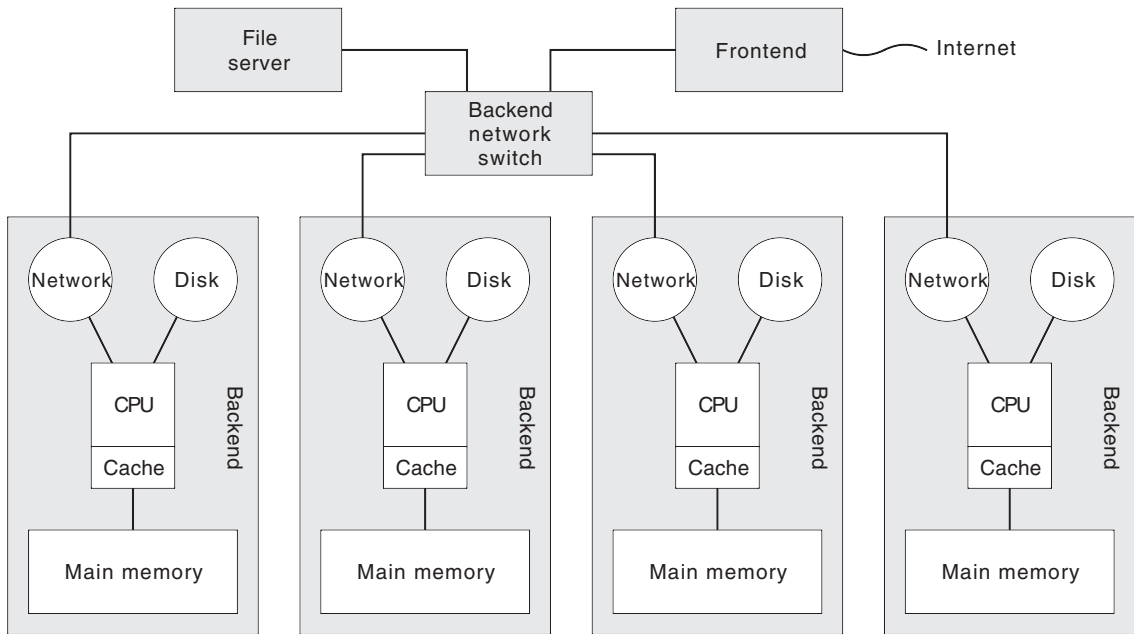 File
server
Frontend
Internet
Backend
network
switch
Network
Disk
CPU
Cache
Main memory
Backend
Network
Disk
CPU
Cache
Main memory
Backend
Network
Disk
CPU
Cache
Main memory
Backend
Network
Disk
CPU
Cache
Main memory
Backend